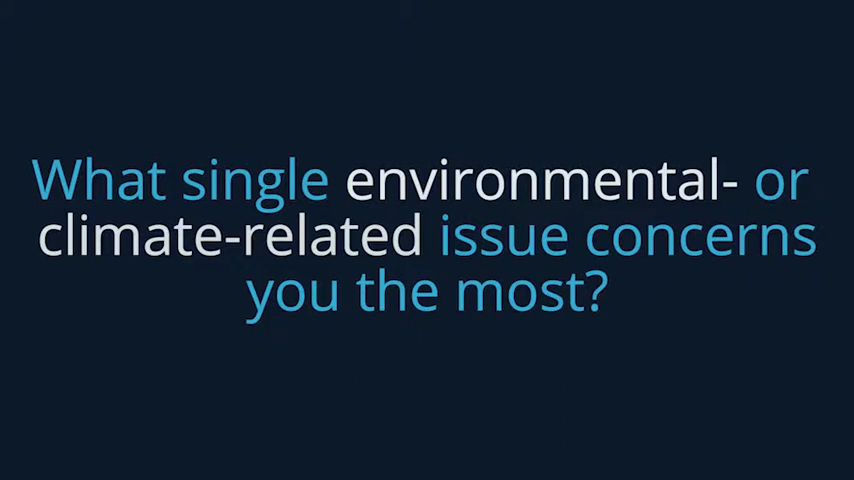 What single environmental- or
climate-related issue concerns
you the most?